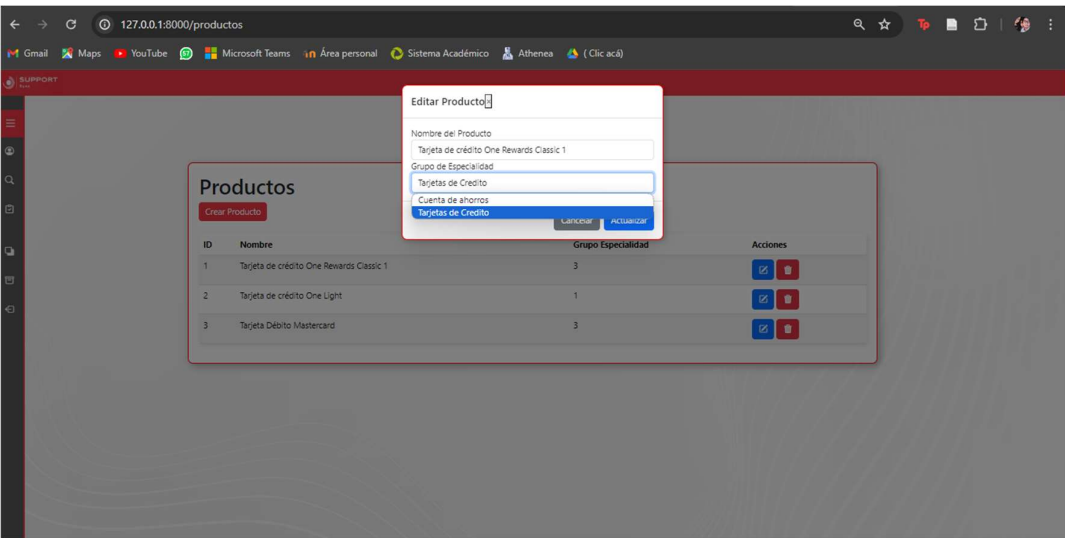 127.0.0.1:8000/productos
Tp
Gmail Maps YouTube 57 Microsoft Teams Área personal Sistema Académico Athenea ( Clic acá)
SUPPORT
Editar Producto×
Nombre del Producto
Tarjeta de crédito One Rewards Classic 1
Grupo de Especialidad
Tarjetas de Credito
Cuenta de ahorros
Tarjetas de Credito
Cancelar Actualizar
Productos
Crear Producto
ID Nombre Grupo Especialidad Acciones
1 Tarjeta de crédito One Rewards Classic 1 3
2 Tarjeta de crédito One Light 1
3 Tarjeta Débito Mastercard 3